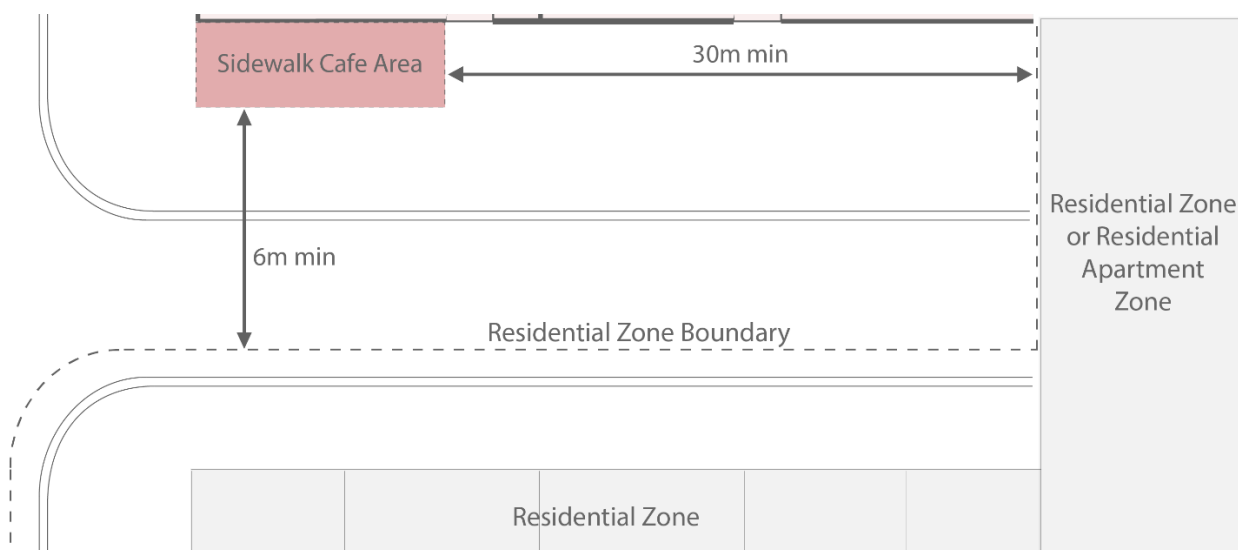 Sidewalk Cafe Area
30m min
6m min
Residential Zone
or Residential
Apartment
Zone
Residential Zone Boundary
Residential Zone